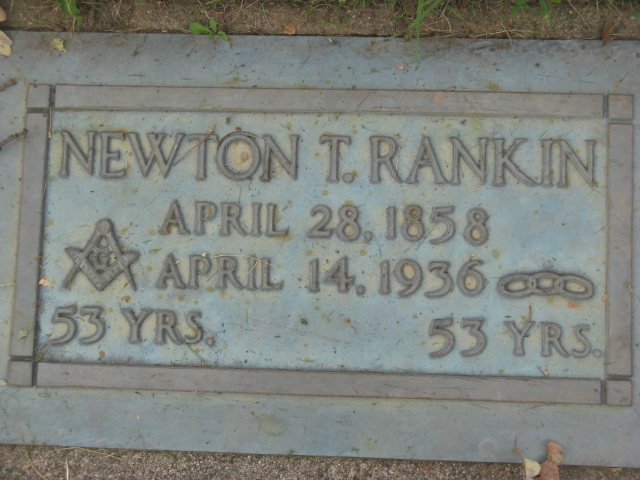 NEWTON T. RANKIN
APRIL 28, 1858
G
APRIL 14, 1936
53 YRS. 53 YRS.